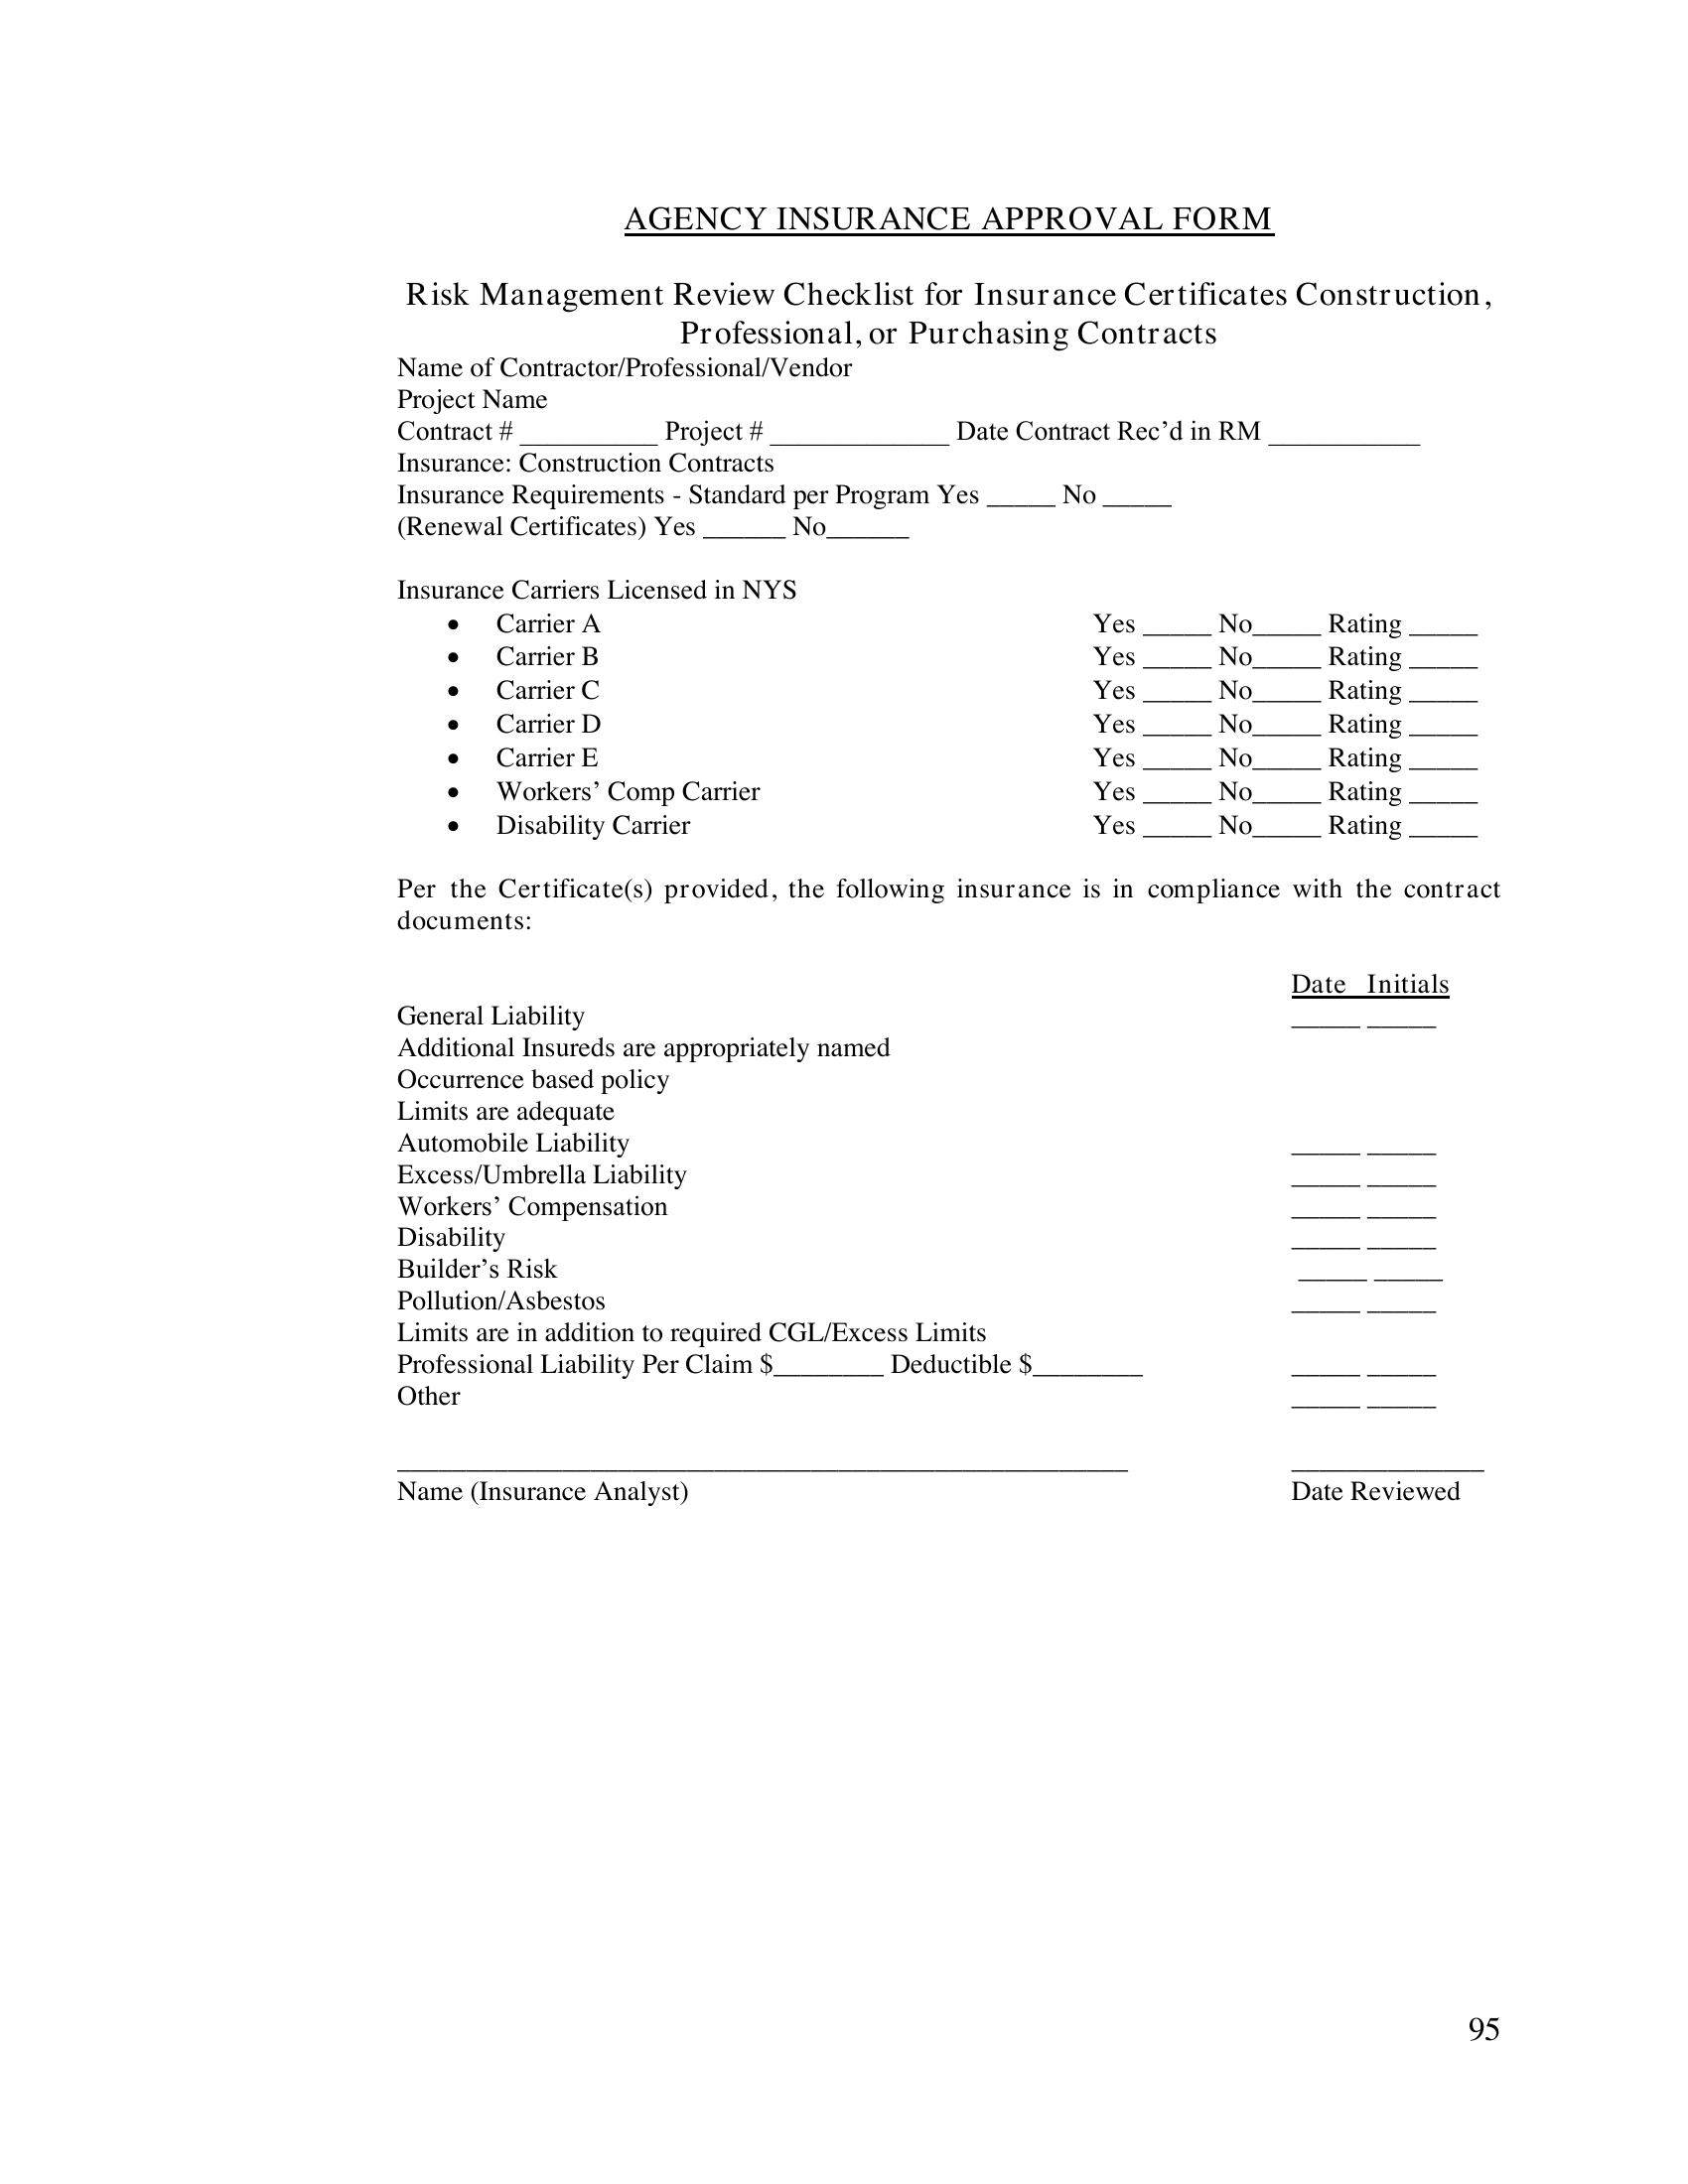 AGENCY INSURANCE APPROVAL FORM
Risk Management Review Checklist for Insurance Certificates Construction,
Professional, or Purchasing Contracts
Name of Contractor/Professional/Vendor
Project Name
Contract # __________ Project # _____________ Date Contract Rec’d in RM ___________
Insurance: Construction Contracts
Insurance Requirements - Standard per Program Yes _____ No _____
(Renewal Certificates) Yes ______ No______
Insurance Carriers Licensed in NYS
• Carrier A Yes _____ No_____ Rating _____
• Carrier B Yes _____ No_____ Rating _____
• Carrier C Yes _____ No_____ Rating _____
• Carrier D Yes _____ No_____ Rating _____
• Carrier E Yes _____ No_____ Rating _____
• Workers’ Comp Carrier Yes _____ No_____ Rating _____
• Disability Carrier Yes _____ No_____ Rating _____
Per the Certificate(s) provided, the following insurance is in compliance with the contract
documents:
Date Initials
General Liability _____ _____
Additional Insureds are appropriately named
Occurrence based policy
Limits are adequate
Automobile Liability _____ _____
Excess/Umbrella Liability _____ _____
Workers’ Compensation _____ _____
Disability _____ _____
Builder’s Risk _____ _____
Pollution/Asbestos _____ _____
Limits are in addition to required CGL/Excess Limits
Professional Liability Per Claim $________ Deductible $________ _____ _____
Other _____ _____
_____________________________________________________ ______________
Name (Insurance Analyst) Date Reviewed
95